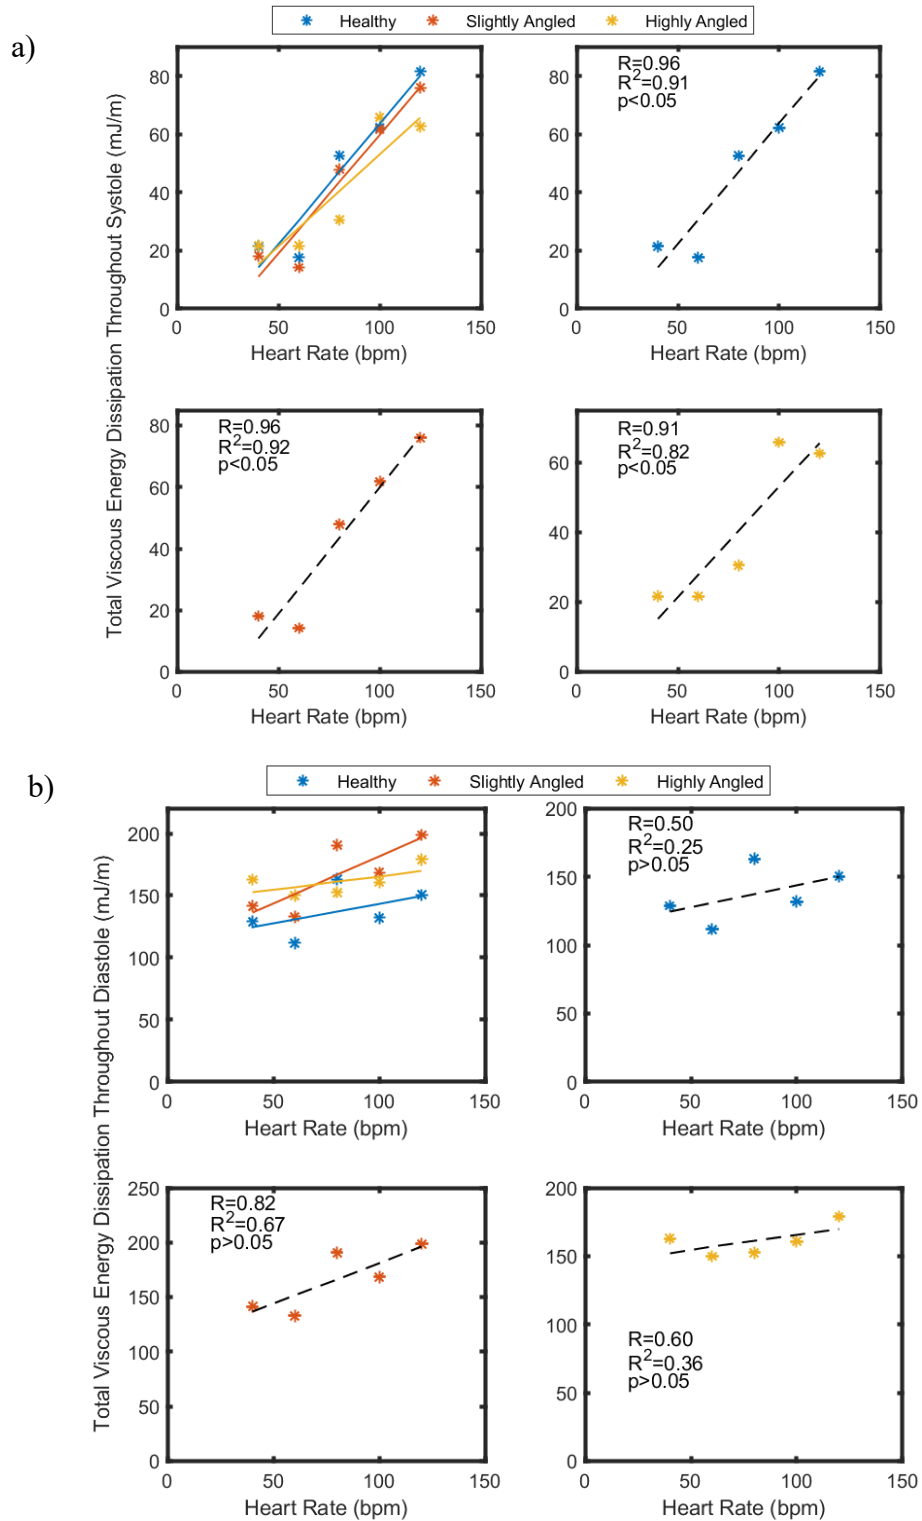 a)
Healthy Slightly Angled Highly Angled
Total Viscous Energy Dissipation Throughout Systole (mJ/m)
80
60
40
20
0
0 50 100 150
Heart Rate (bpm)
R=0.96
R²=0.91
p<0.05
80
60
40
20
0
0 50 100 150
Heart Rate (bpm)
R=0.96
R²=0.92
p<0.05
80
60
40
20
0
0 50 100 150
Heart Rate (bpm)
R=0.91
R²=0.82
p<0.05
60
40
20
0
0 50 100 150
Heart Rate (bpm)
b)
Healthy Slightly Angled Highly Angled
Total Viscous Energy Dissipation Throughout Diastole (mJ/m)
200
150
100
50
0
0 50 100 150
Heart Rate (bpm)
R=0.50
R²=0.25
p>0.05
200
150
100
50
0
0 50 100 150
Heart Rate (bpm)
R=0.82
R²=0.67
p>0.05
250
200
150
100
50
0
0 50 100 150
Heart Rate (bpm)
R=0.60
R²=0.36
p>0.05
200
150
100
50
0
0 50 100 150
Heart Rate (bpm)